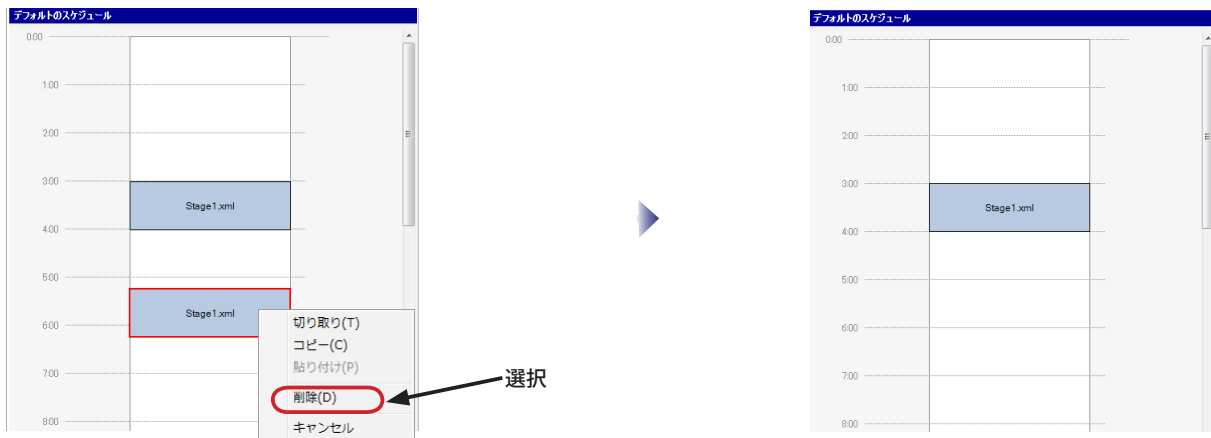 デフォルトのスケジュール
0:00
1:00
2:00
3:00
Stage1.xml
4:00
5:00
Stage1.xml
6:00
切り取り(T)
コピー(C)
貼り付け(P)
7:00
削除(D)
選択
8:00
キャンセル
デフォルトのスケジュール
0:00
1:00
2:00
3:00
Stage1.xml
4:00
5:00
6:00
7:00
8:00